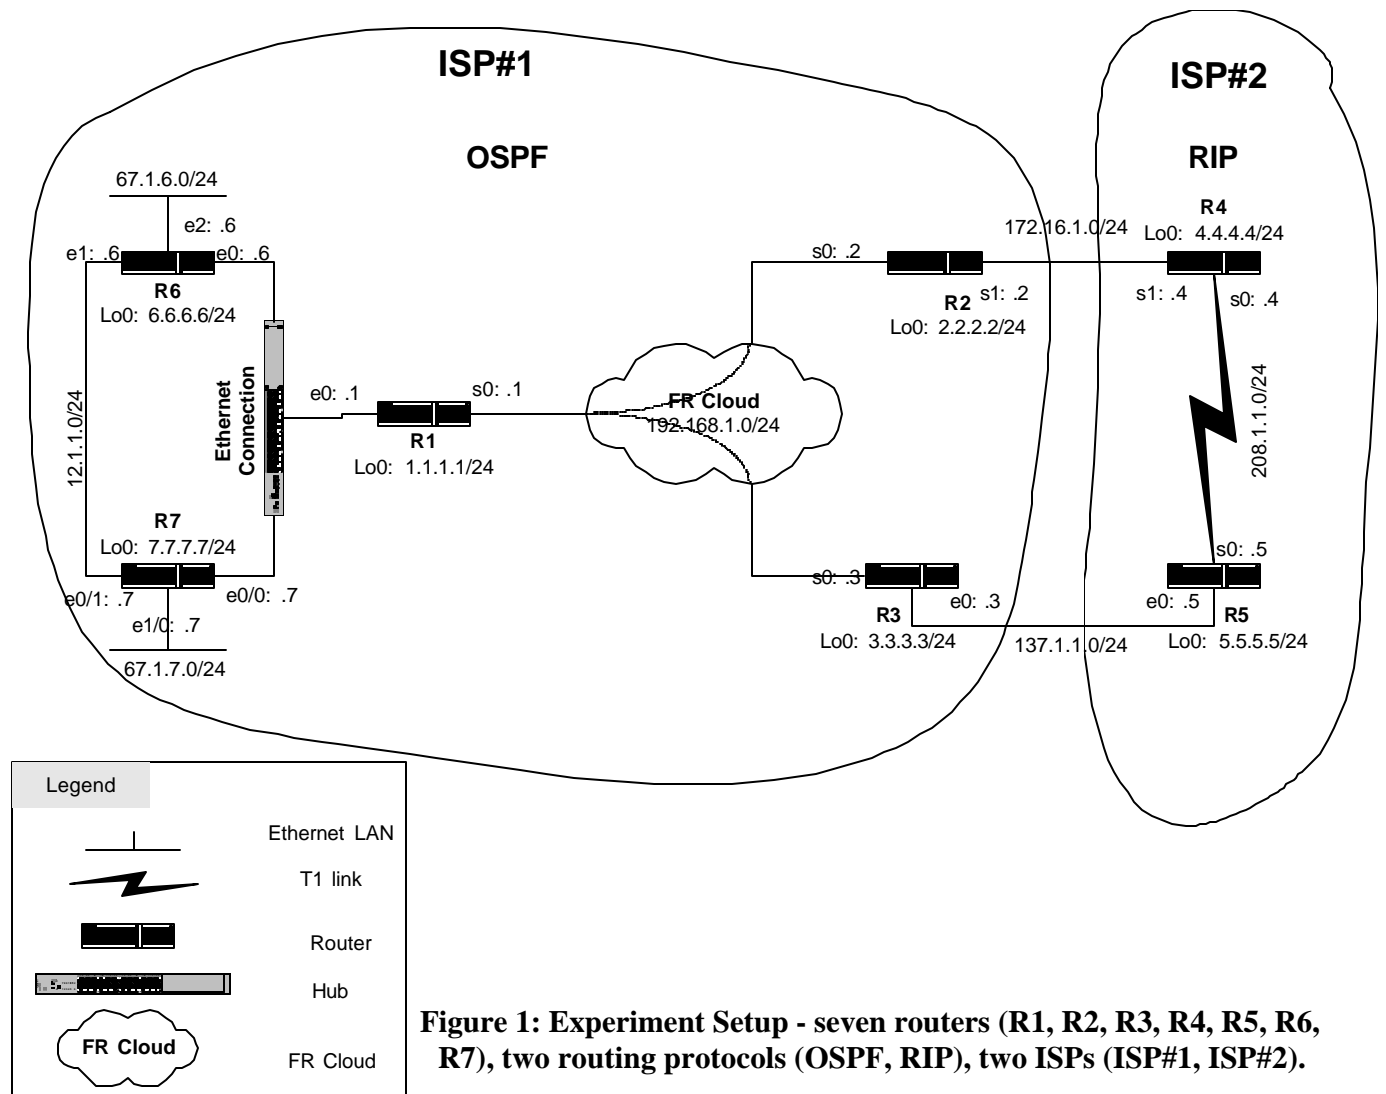 ISP#1
ISP#2
OSPF
RIP
67.1.6.0/24
e2: .6
e1: .6
e0: .6
R6
Lo0: 6.6.6.6/24
12.1.1.0/24
Ethernet
Connection
R7
Lo0: 7.7.7.7/24
e0/1: .7
e0/0: .7
e1/0: .7
67.1.7.0/24
e0: .1
s0: .1
R1
Lo0: 1.1.1.1/24
FR Cloud
192.168.1.0/24
s0: .2
s1: .2
R2
Lo0: 2.2.2.2/24
172.16.1.0/24
R4
Lo0: 4.4.4.4/24
s1: .4
s0: .4
208.1.1.0/24
s0: .3
e0: .3
R3
Lo0: 3.3.3.3/24
137.1.1.0/24
s0: .5
e0: .5
R5
Lo0: 5.5.5.5/24
Legend
Ethernet LAN
T1 link
Router
Hub
FR Cloud
FR Cloud
Figure 1: Experiment Setup - seven routers (R1, R2, R3, R4, R5, R6,
R7), two routing protocols (OSPF, RIP), two ISPs (ISP#1, ISP#2).